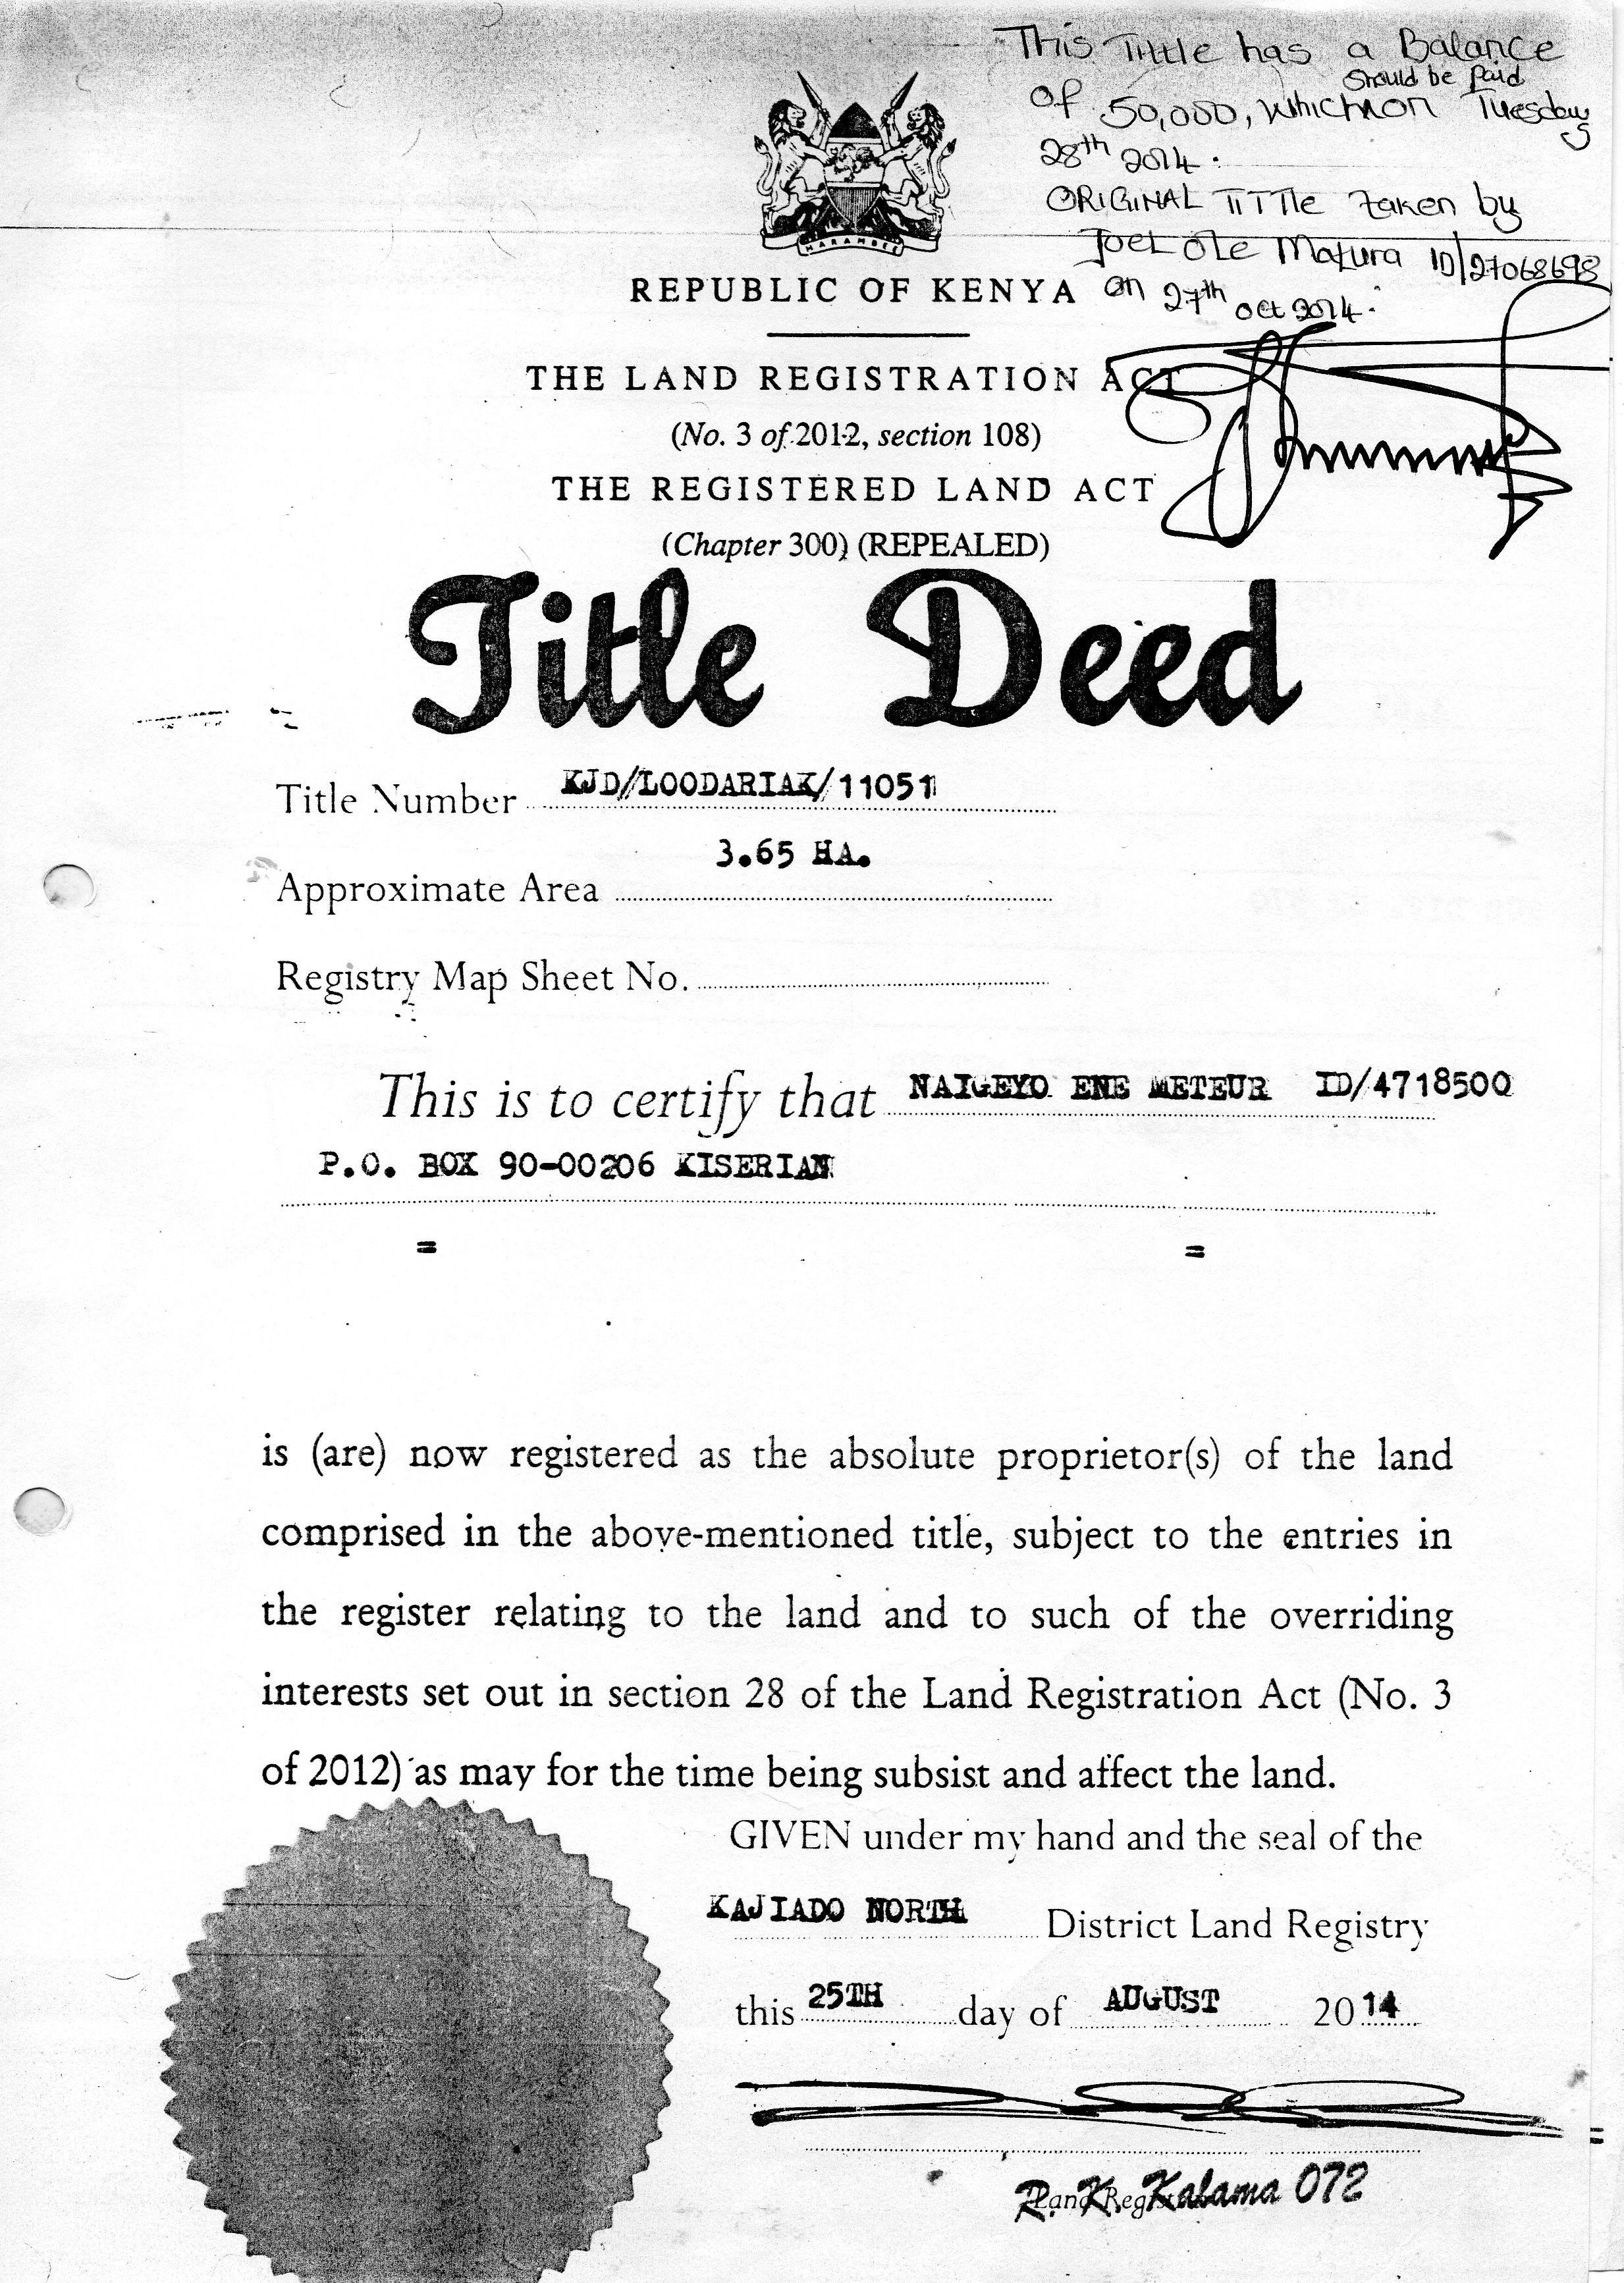 This Tittle has a Balance
should be paid
of 50,000, which on Tuesday
28th 2014.
ORIGINAL TITTle taken by
Joel Ole Matura ID/27068698
on 27th Oct 2014.
HARAMBEE
REPUBLIC OF KENYA
THE LAND REGISTRATION ACT
(No. 3 of 2012, section 108)
THE REGISTERED LAND ACT
(Chapter 300) (REPEALED)
Title Deed
Title Number KJD/LOODARIAK/11051
3.65 HA.
Approximate Area
Registry Map Sheet No.
This is to certify that NAIGEYO ENE METEUR ID/4718500
P.O. BOX 90-00206 KISERIAN
= =
is (are) now registered as the absolute proprietor(s) of the land
comprised in the above-mentioned title, subject to the entries in
the register relating to the land and to such of the overriding
interests set out in section 28 of the Land Registration Act (No. 3
of 2012) as may for the time being subsist and affect the land.
GIVEN under my hand and the seal of the
KAJIADO NORTH District Land Registry
this 25TH day of AUGUST 2014
R. K. Kalama 072